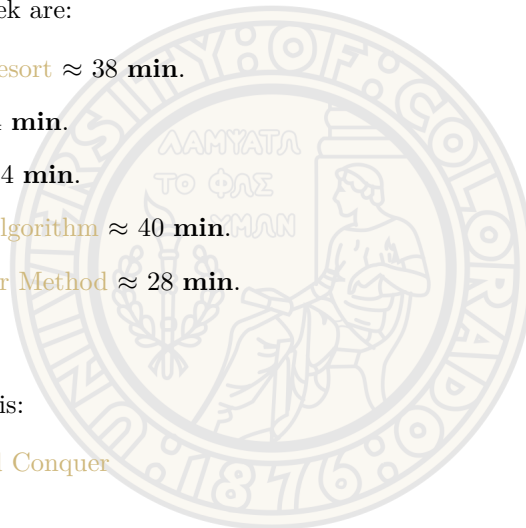 ek are:
esort ≈ 38 min.
min.
4 min.
lgorithm ≈ 40 min.
r Method ≈ 28 min.
is:
Conquer
UNIVERSITY·OF·COLORADO
·1876·
ΛΑΜΨΑΤΩ
ΤΟ ΦΩΣ
ΥΜΩΝ